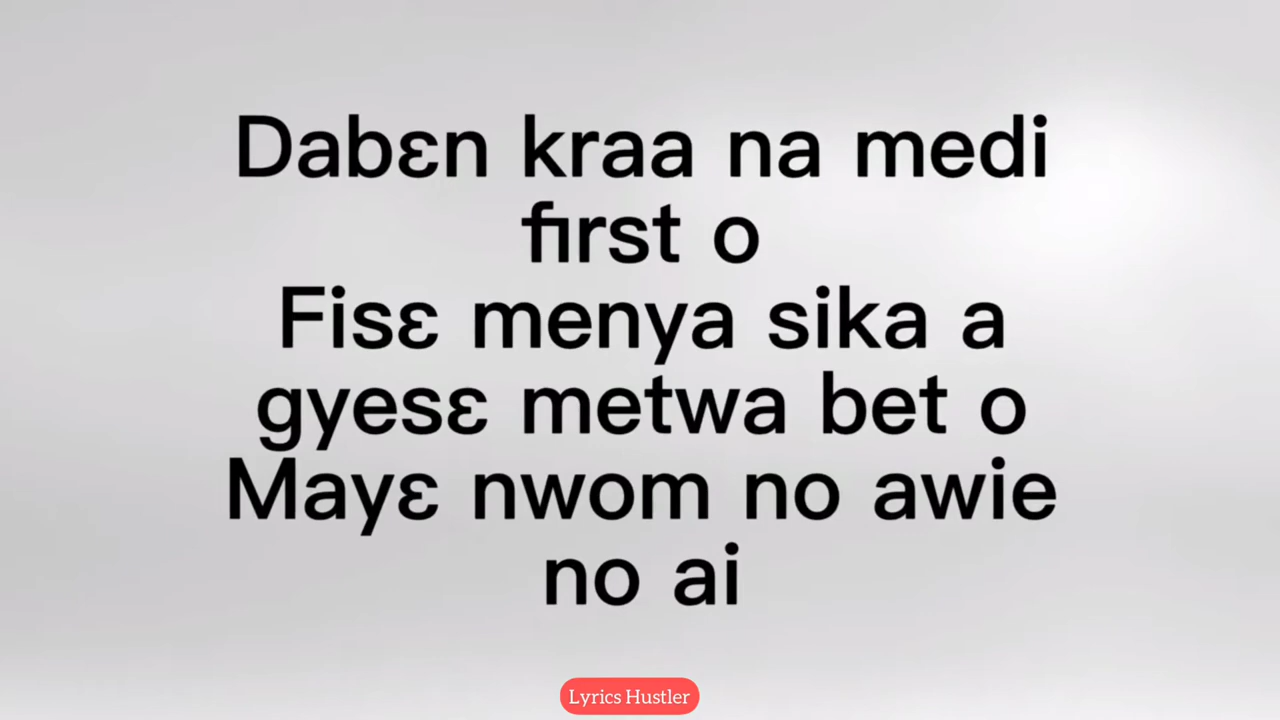 Dabɛn kraa na medi
first o
Fisɛ menya sika a
gyesɛ metwa bet o
Mayɛ nwom no awie
no ai
Lyrics Hustler